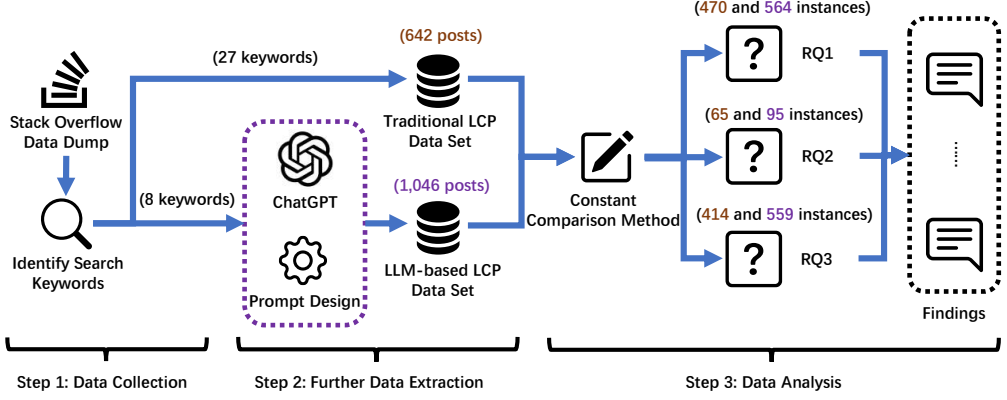 Stack Overflow
Data Dump
Identify Search
Keywords
(27 keywords)
(8 keywords)
ChatGPT
Prompt Design
(642 posts)
Traditional LCP
Data Set
(1,046 posts)
LLM-based LCP
Data Set
Constant
Comparison Method
(470 and 564 instances)
?
RQ1
(65 and 95 instances)
?
RQ2
(414 and 559 instances)
?
RQ3
Findings
Step 1: Data Collection
Step 2: Further Data Extraction
Step 3: Data Analysis